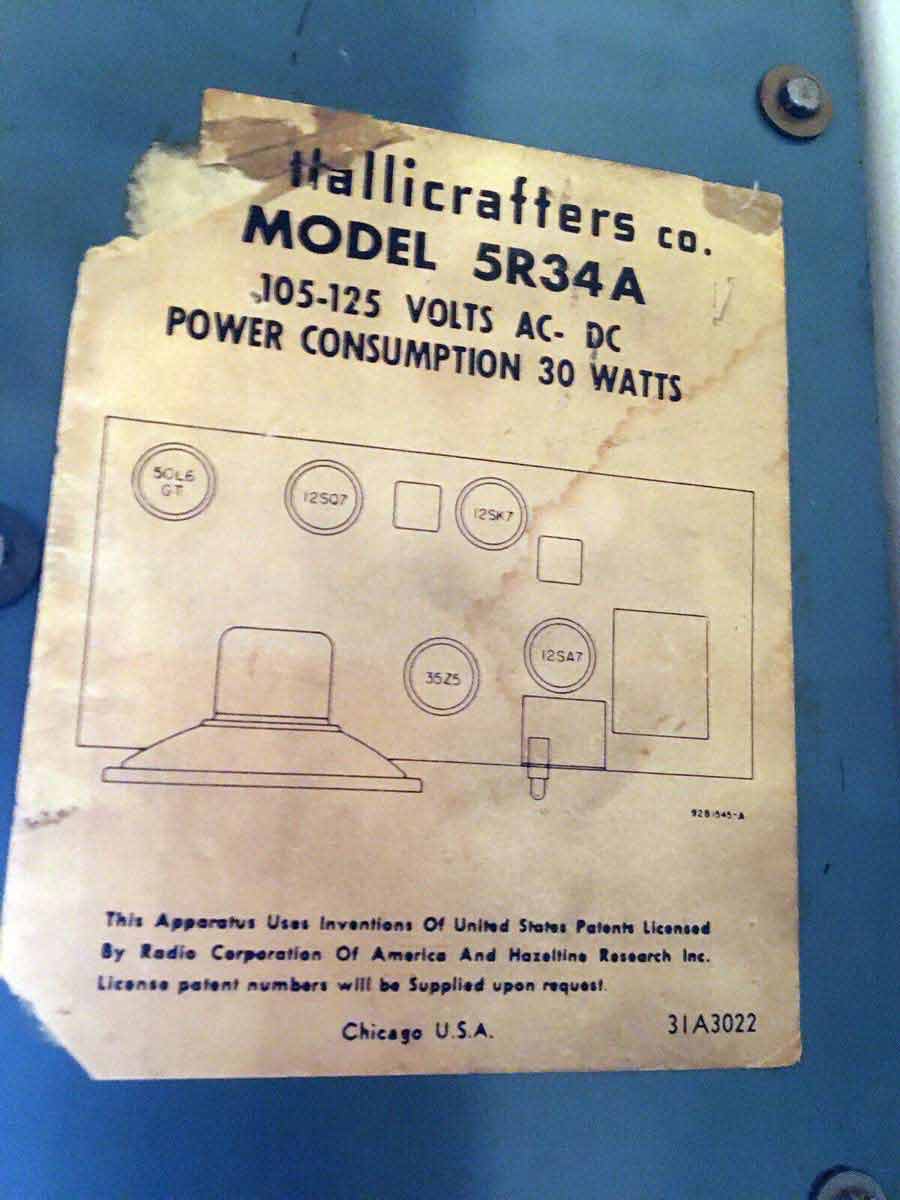 Hallicrafters co.
MODEL 5R34A
105-125 VOLTS AC- DC
POWER CONSUMPTION 30 WATTS
50L6
GT
12SQ7
12SK7
35Z5
12SA7
92B1545-A
This Apparatus Uses Inventions Of United States Patents Licensed
By Radio Corporation Of America And Hazeltine Research Inc.
License patent numbers will be Supplied upon request.
Chicago U.S.A.
31A3022